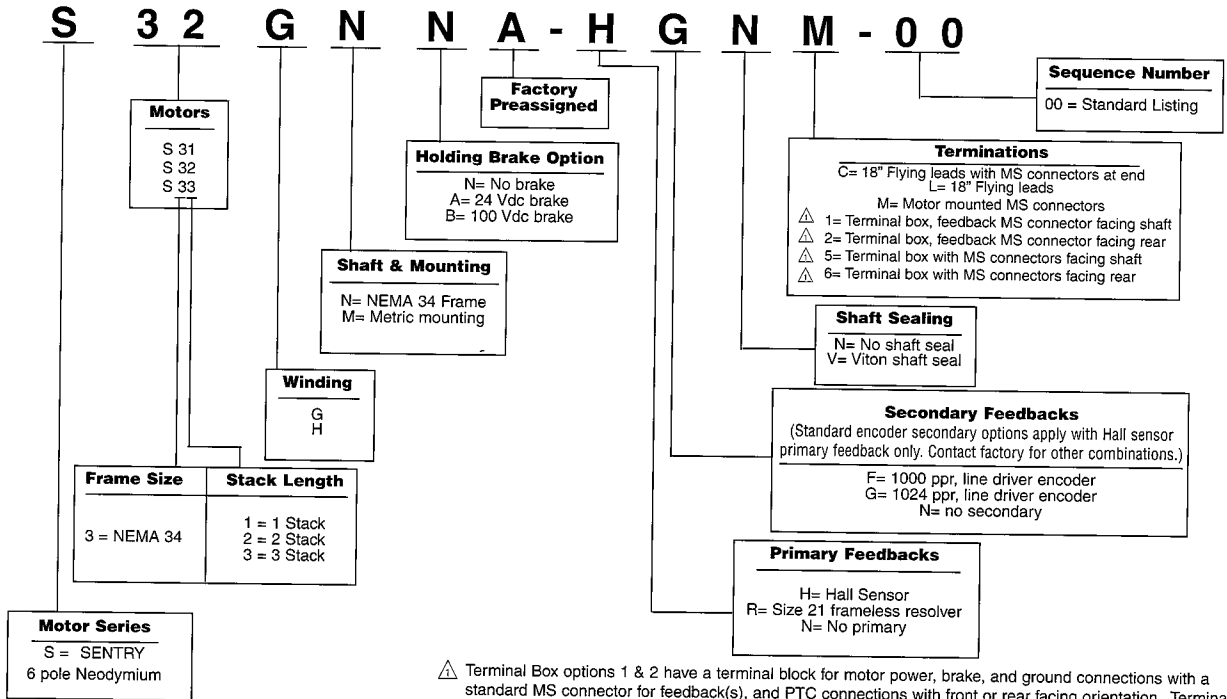 S 32 G N N A - H G N M - 00
Factory
Preassigned
Sequence Number
00 = Standard Listing
Motors
S 31
S 32
S 33
Holding Brake Option
N= No brake
A= 24 Vdc brake
B= 100 Vdc brake
Terminations
C= 18" Flying leads with MS connectors at end
L= 18" Flying leads
M= Motor mounted MS connectors
⚠ 1= Terminal box, feedback MS connector facing shaft
⚠ 2= Terminal box, feedback MS connector facing rear
⚠ 5= Terminal box with MS connectors facing shaft
⚠ 6= Terminal box with MS connectors facing rear
Shaft & Mounting
N= NEMA 34 Frame
M= Metric mounting
Shaft Sealing
N= No shaft seal
V= Viton shaft seal
Winding
G
H
Secondary Feedbacks
(Standard encoder secondary options apply with Hall sensor
primary feedback only. Contact factory for other combinations.)
F= 1000 ppr, line driver encoder
G= 1024 ppr, line driver encoder
N= no secondary
Frame Size
3 = NEMA 34
Stack Length
1 = 1 Stack
2 = 2 Stack
3 = 3 Stack
Primary Feedbacks
H= Hall Sensor
R= Size 21 frameless resolver
N= No primary
Motor Series
S = SENTRY
6 pole Neodymium
⚠ Terminal Box options 1 & 2 have a terminal block for motor power, brake, and ground connections with a
standard MS connector for feedback(s), and PTC connections with front or rear facing orientation. Terminal